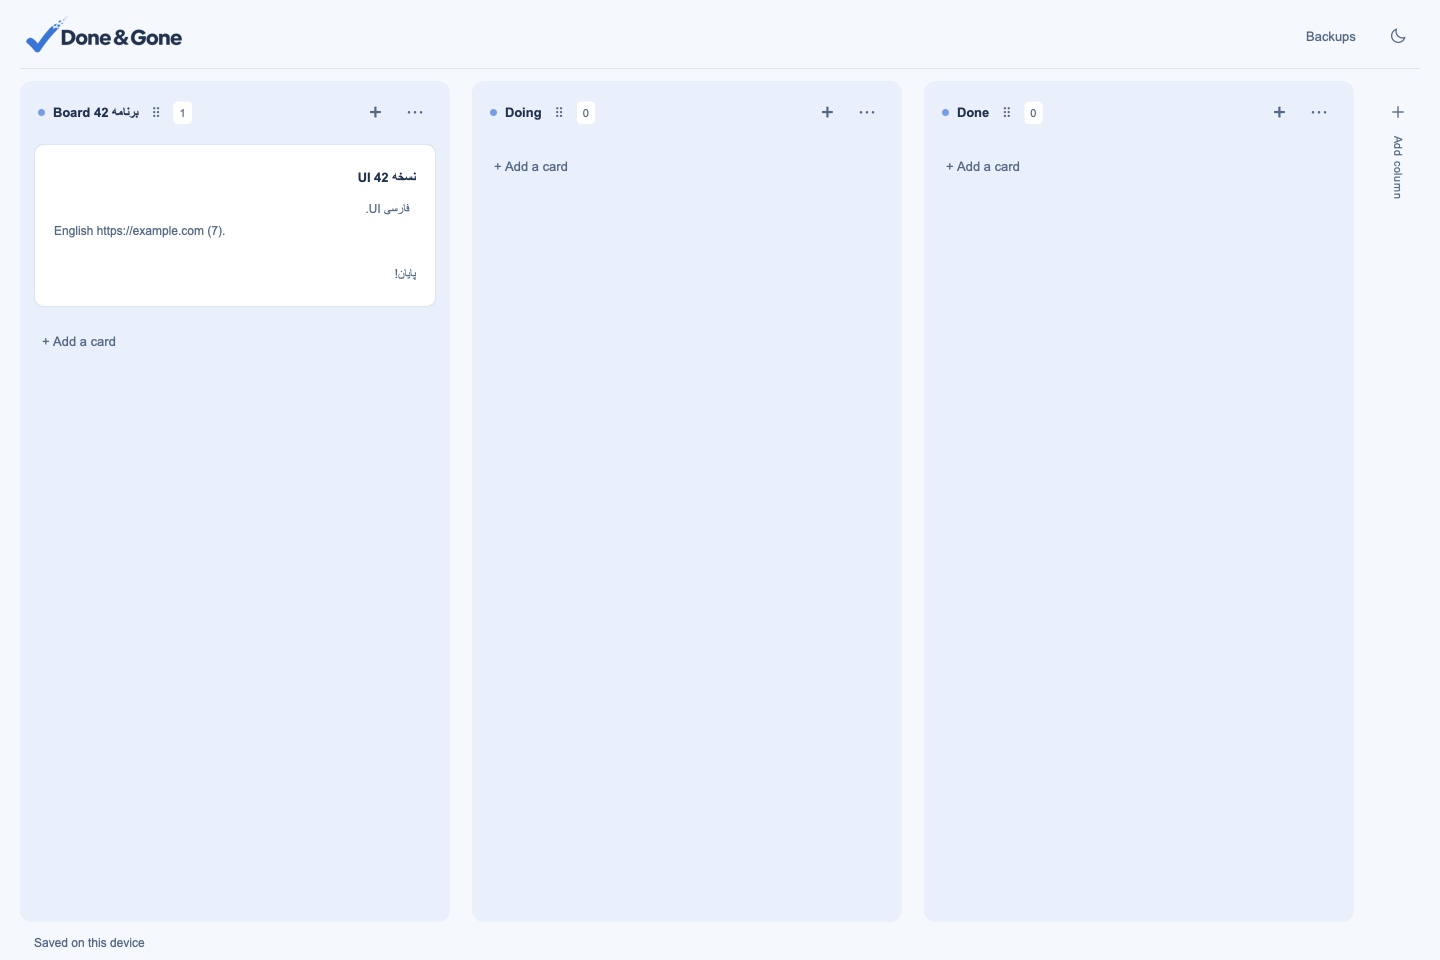 Done & Gone
Backups
Board 42 برنامه
1
نسخه 42 UI
فارسی UI.
English https://example.com (7).
پایان!
+ Add a card
Doing
0
+ Add a card
Done
0
+ Add a card
Add column
Saved on this device